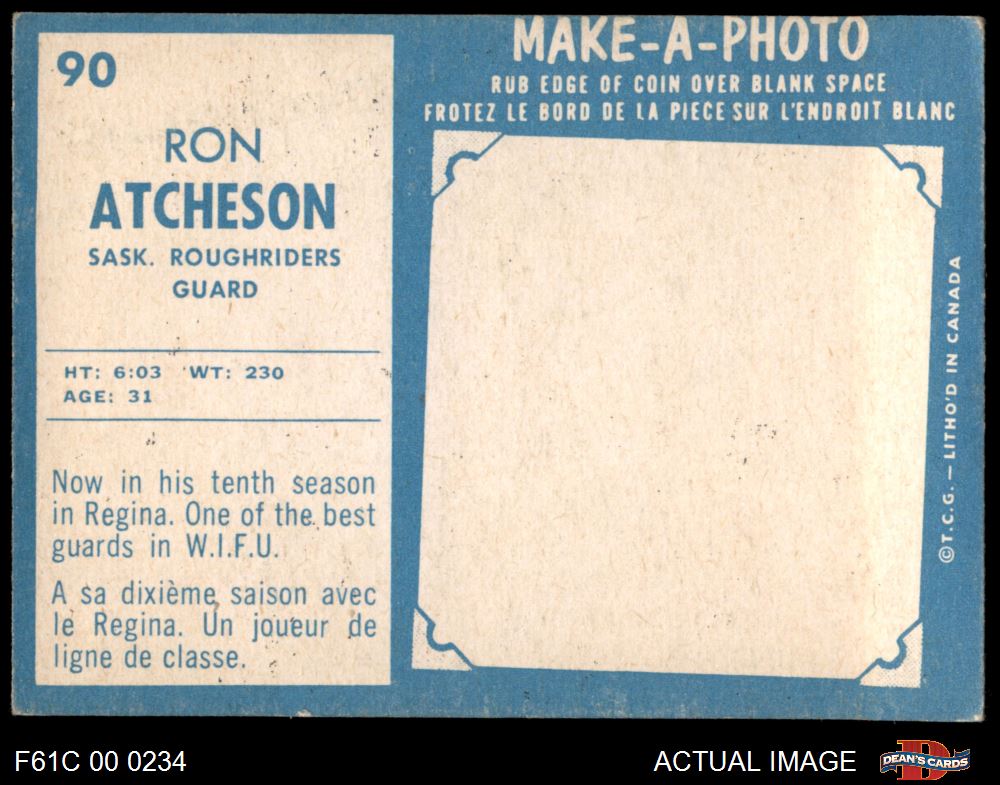 90
RON
ATCHESON
SASK. ROUGHRIDERS
GUARD
HT: 6:03 WT: 230
AGE: 31
Now in his tenth season
in Regina. One of the best
guards in W.I.F.U.
A sa dixième saison avec
le Regina. Un joueur de
ligne de classe.
MAKE-A-PHOTO
RUB EDGE OF COIN OVER BLANK SPACE
FROTEZ LE BORD DE LA PIECE SUR L'ENDROIT BLANC
©T.C.G. — LITHO'D IN CANADA
F61C 00 0234
ACTUAL IMAGE
D
DEAN'S CARDS